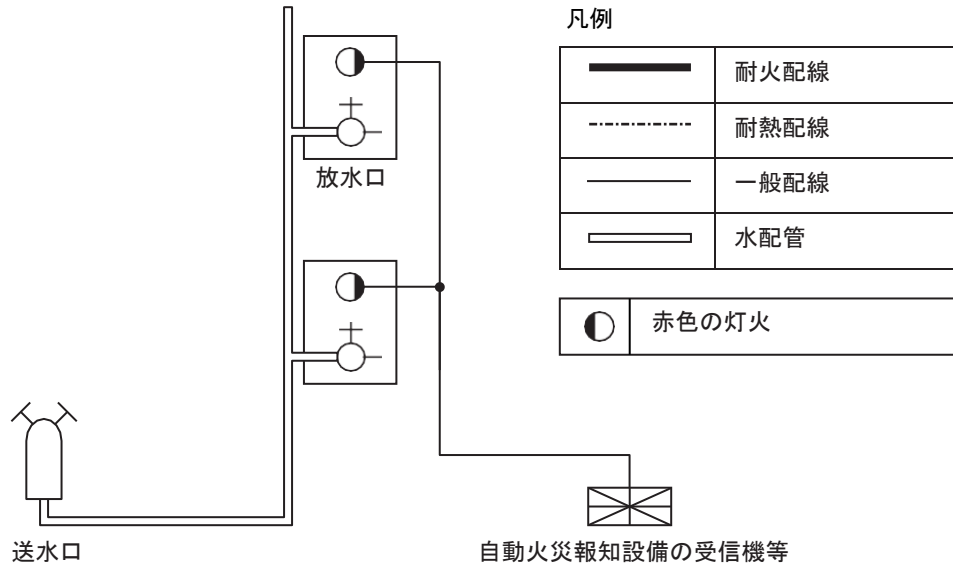 凡例
耐火配線
耐熱配線
一般配線
水配管
赤色の灯火
放水口
送水口
自動火災報知設備の受信機等